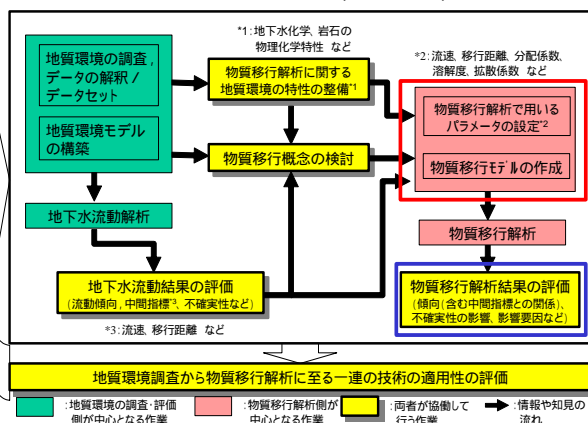 *1:地下水化学、岩石の
物理化学特性 など
*2:流速、移行距離、分配係数、
溶解度、拡散係数 など
地質環境の調査,
データの解釈/
データセット
地質環境モデル
の構築
物質移行解析に関する
地質環境の特性の整備*1
物質移行概念の検討
物質移行解析で用いる
パラメータの設定*2
物質移行モデルの作成
地下水流動解析
物質移行解析
地下水流動結果の評価
(流動傾向,中間指標*3、不確実性など)
*3:流速、移行距離 など
物質移行解析結果の評価
(傾向(含む中間指標との関係)、
不確実性の影響、影響要因など)
地質環境調査から物質移行解析に至る一連の技術の適用性の評価
:地質環境の調査・評価
側が中心となる作業
:物質移行解析側が
中心となる作業
:両者が協働して
行う作業
:情報や知見の
流れ